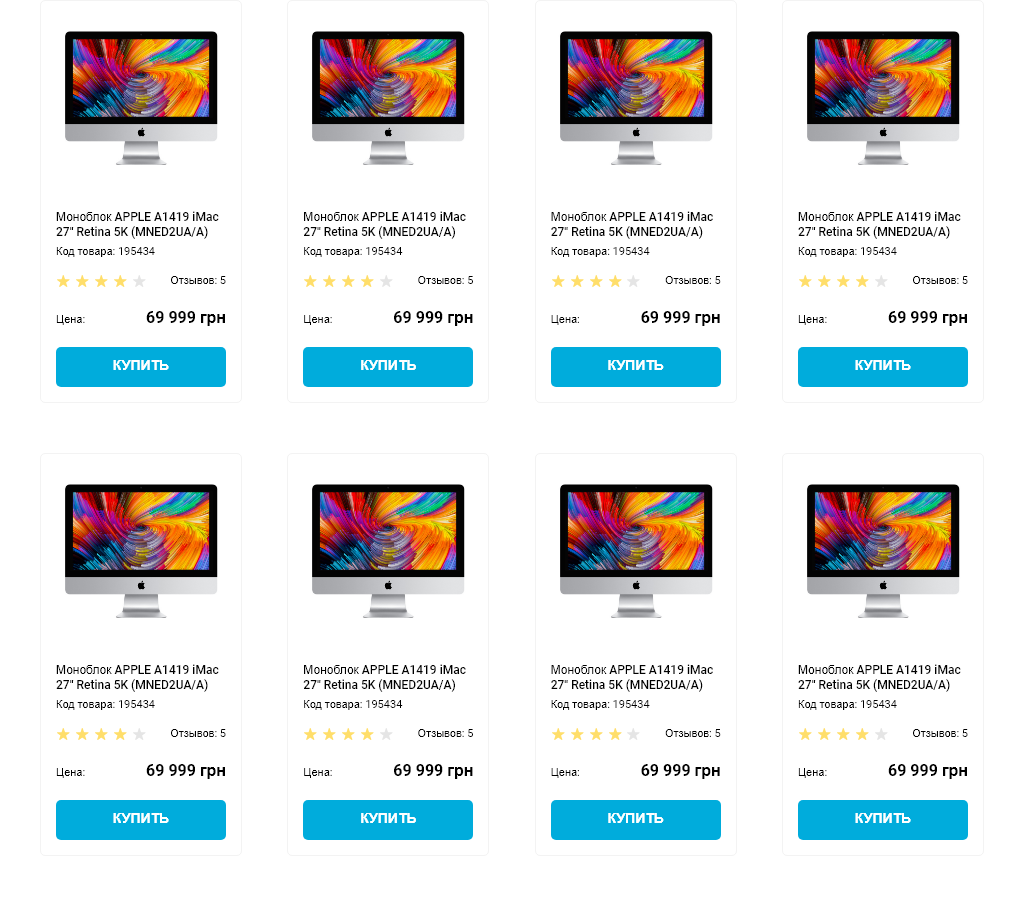 Моноблок APPLE A1419 iMac
27" Retina 5K (MNED2UA/A)
Код товара: 195434
Отзывов: 5
Цена: 69 999 грн
КУПИТЬ
Моноблок APPLE A1419 iMac
27" Retina 5K (MNED2UA/A)
Код товара: 195434
Отзывов: 5
Цена: 69 999 грн
КУПИТЬ
Моноблок APPLE A1419 iMac
27" Retina 5K (MNED2UA/A)
Код товара: 195434
Отзывов: 5
Цена: 69 999 грн
КУПИТЬ
Моноблок APPLE A1419 iMac
27" Retina 5K (MNED2UA/A)
Код товара: 195434
Отзывов: 5
Цена: 69 999 грн
КУПИТЬ
Моноблок APPLE A1419 iMac
27" Retina 5K (MNED2UA/A)
Код товара: 195434
Отзывов: 5
Цена: 69 999 грн
КУПИТЬ
Моноблок APPLE A1419 iMac
27" Retina 5K (MNED2UA/A)
Код товара: 195434
Отзывов: 5
Цена: 69 999 грн
КУПИТЬ
Моноблок APPLE A1419 iMac
27" Retina 5K (MNED2UA/A)
Код товара: 195434
Отзывов: 5
Цена: 69 999 грн
КУПИТЬ
Моноблок APPLE A1419 iMac
27" Retina 5K (MNED2UA/A)
Код товара: 195434
Отзывов: 5
Цена: 69 999 грн
КУПИТЬ